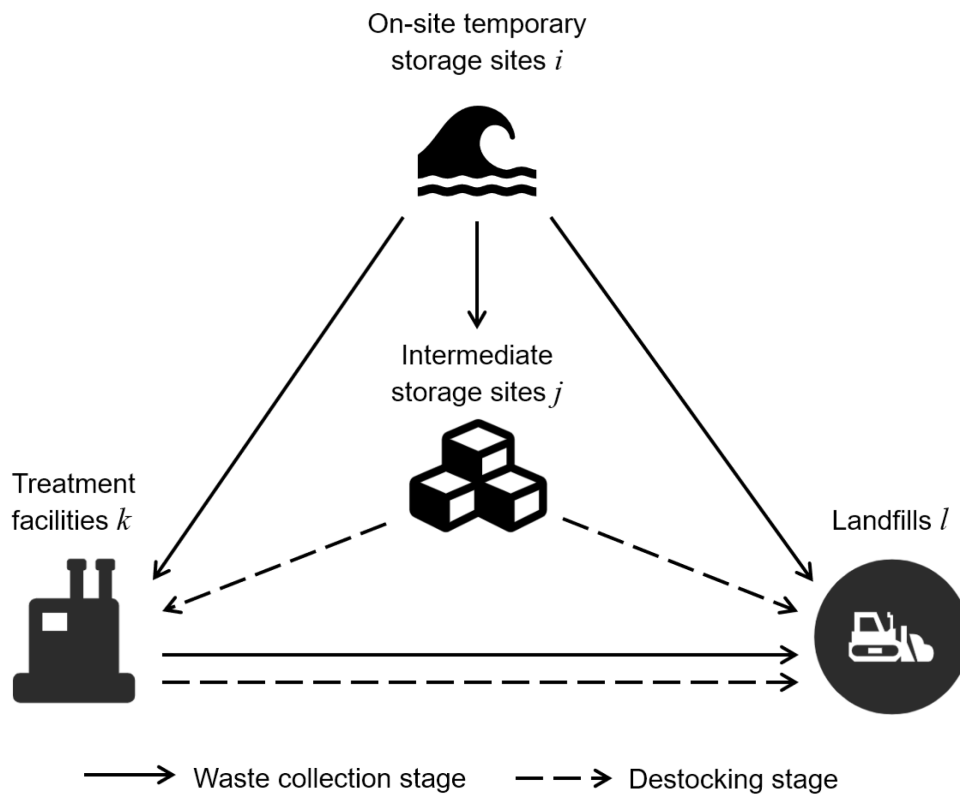 On-site temporary
storage sites i
Intermediate
storage sites j
Treatment
facilities k
Landfills l
Waste collection stage
Destocking stage